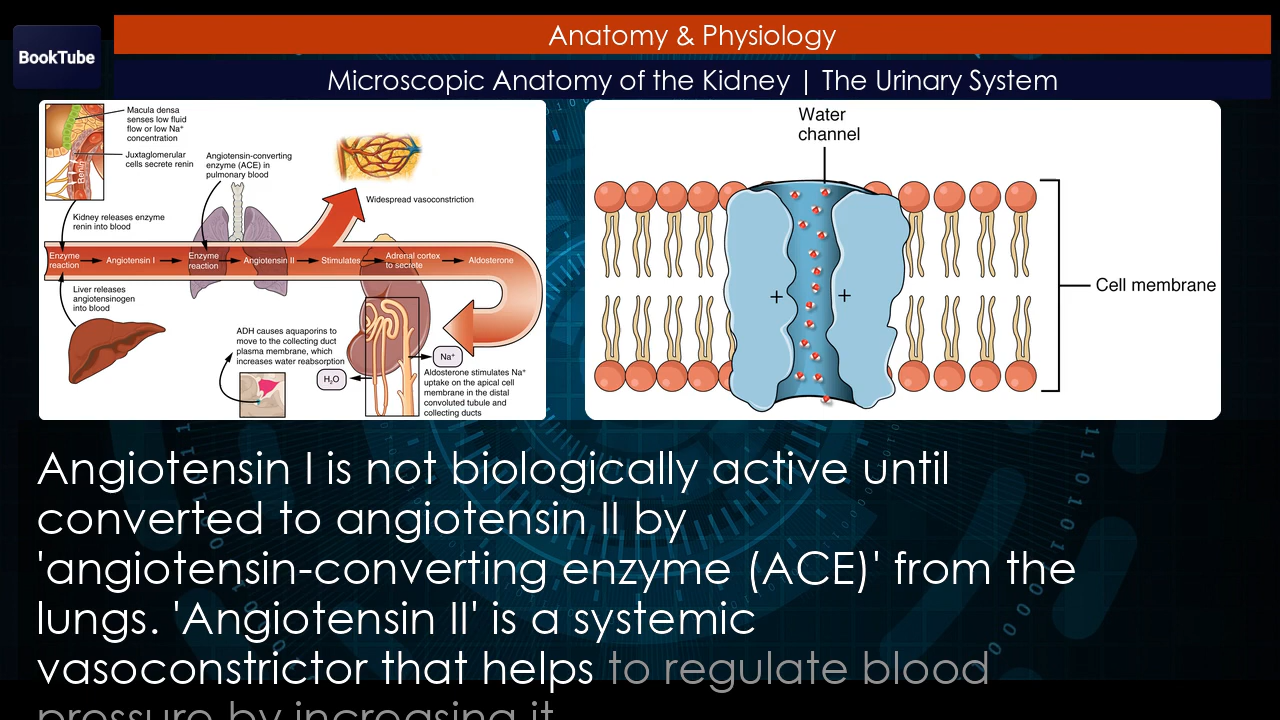 BookTube
Anatomy & Physiology
Microscopic Anatomy of the Kidney | The Urinary System
Macula densa
senses low fluid
flow or low Na⁺
concentration
Juxtaglomerular
cells secrete renin
Renin
Angiotensin-converting
enzyme (ACE) in
pulmonary blood
Widespread vasoconstriction
Kidney releases enzyme
renin into blood
Enzyme
reaction
Angiotensin I
Enzyme
reaction
Angiotensin II
Stimulates
Adrenal cortex
to secrete
Aldosterone
Liver releases
angiotensinogen
into blood
ADH causes aquaporins to
move to the collecting duct
plasma membrane, which
increases water reabsorption
H₂O
Na⁺
Aldosterone stimulates Na⁺
uptake on the apical cell
membrane in the distal
convoluted tubule and
collecting ducts
Water
channel
+ +
Cell membrane
Angiotensin I is not biologically active until
converted to angiotensin II by
'angiotensin-converting enzyme (ACE)' from the
lungs. 'Angiotensin II' is a systemic
vasoconstrictor that helps to regulate blood
pressure by increasing it.